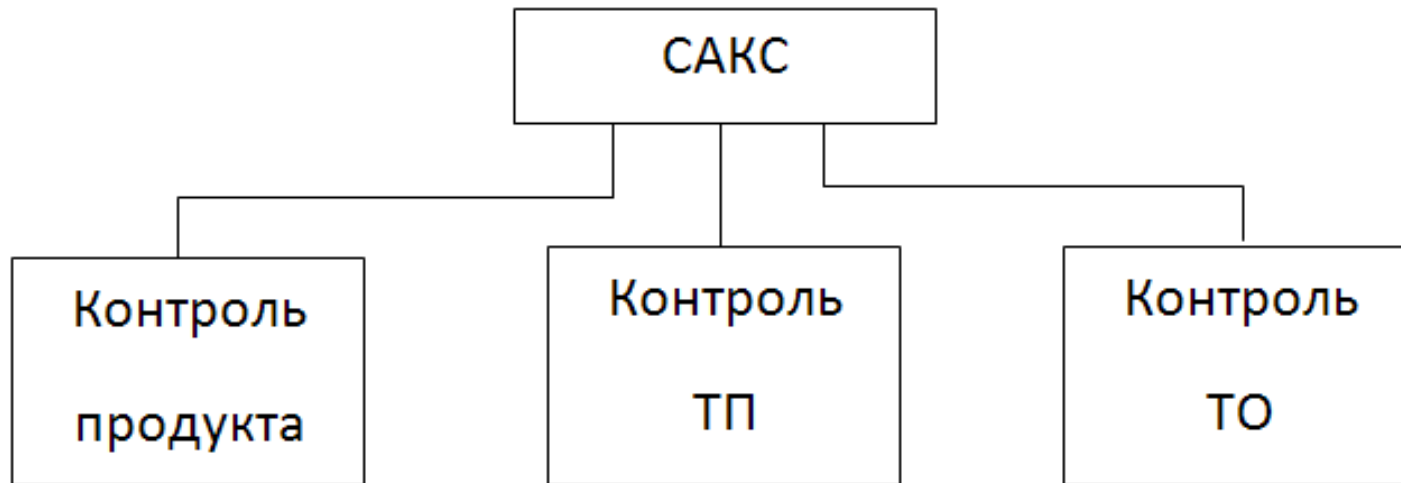 САКС
Контроль
продукта
Контроль
ТП
Контроль
ТО